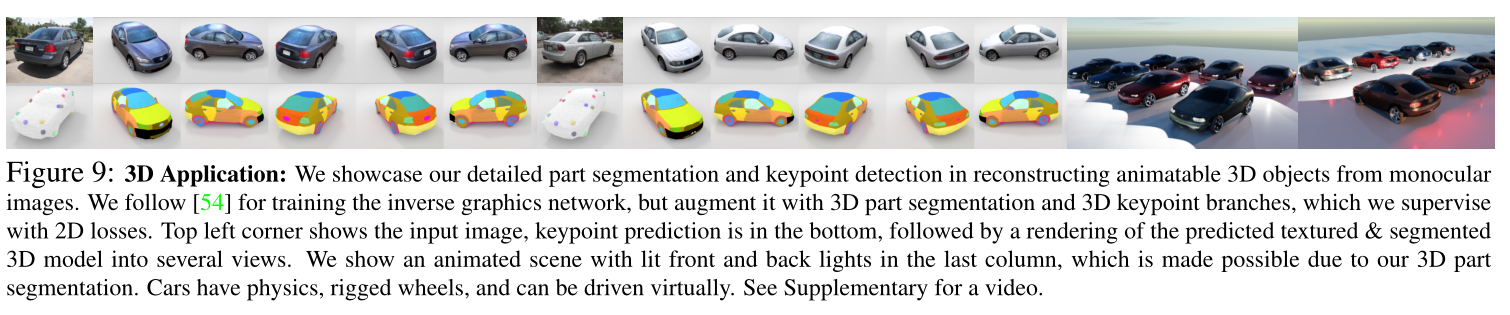 Figure 9: 3D Application: We showcase our detailed part segmentation and keypoint detection in reconstructing animatable 3D objects from monocular
images. We follow [54] for training the inverse graphics network, but augment it with 3D part segmentation and 3D keypoint branches, which we supervise
with 2D losses. Top left corner shows the input image, keypoint prediction is in the bottom, followed by a rendering of the predicted textured & segmented
3D model into several views. We show an animated scene with lit front and back lights in the last column, which is made possible due to our 3D part
segmentation. Cars have physics, rigged wheels, and can be driven virtually. See Supplementary for a video.